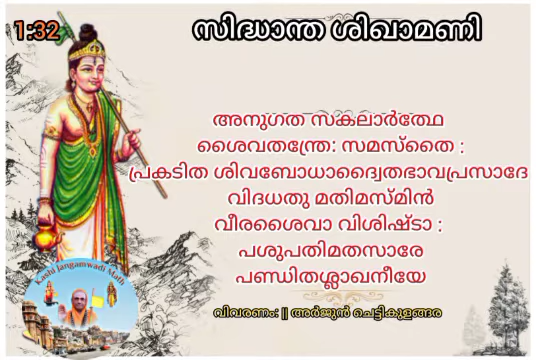 1:32
സിദ്ധാന്ത ശിഖാമണി
അനുഗത സകലാർത്ഥേ
ശൈവതന്ത്രേ: സമസ്തൈ :
പ്രകടിത ശിവബോധാദ്വൈതഭാവപ്രസാദേ
വിദധതു മതിമസ്മിൻ
വീരശൈവാ വിശിഷ്ടാ :
പശുപതിമതസാരേ
പണ്ഡിതശ്ലാഖനീയേ
Kashi Jangamwadi Math
വിവരണം: || അർജുൻ ചെട്ടികുളങ്ങര